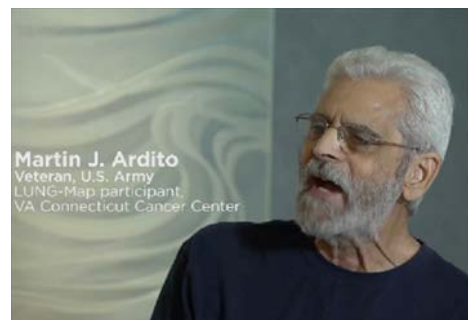 Martin J. Ardito
Veteran, U.S. Army
LUNG-Map participant,
VA Connecticut Cancer Center